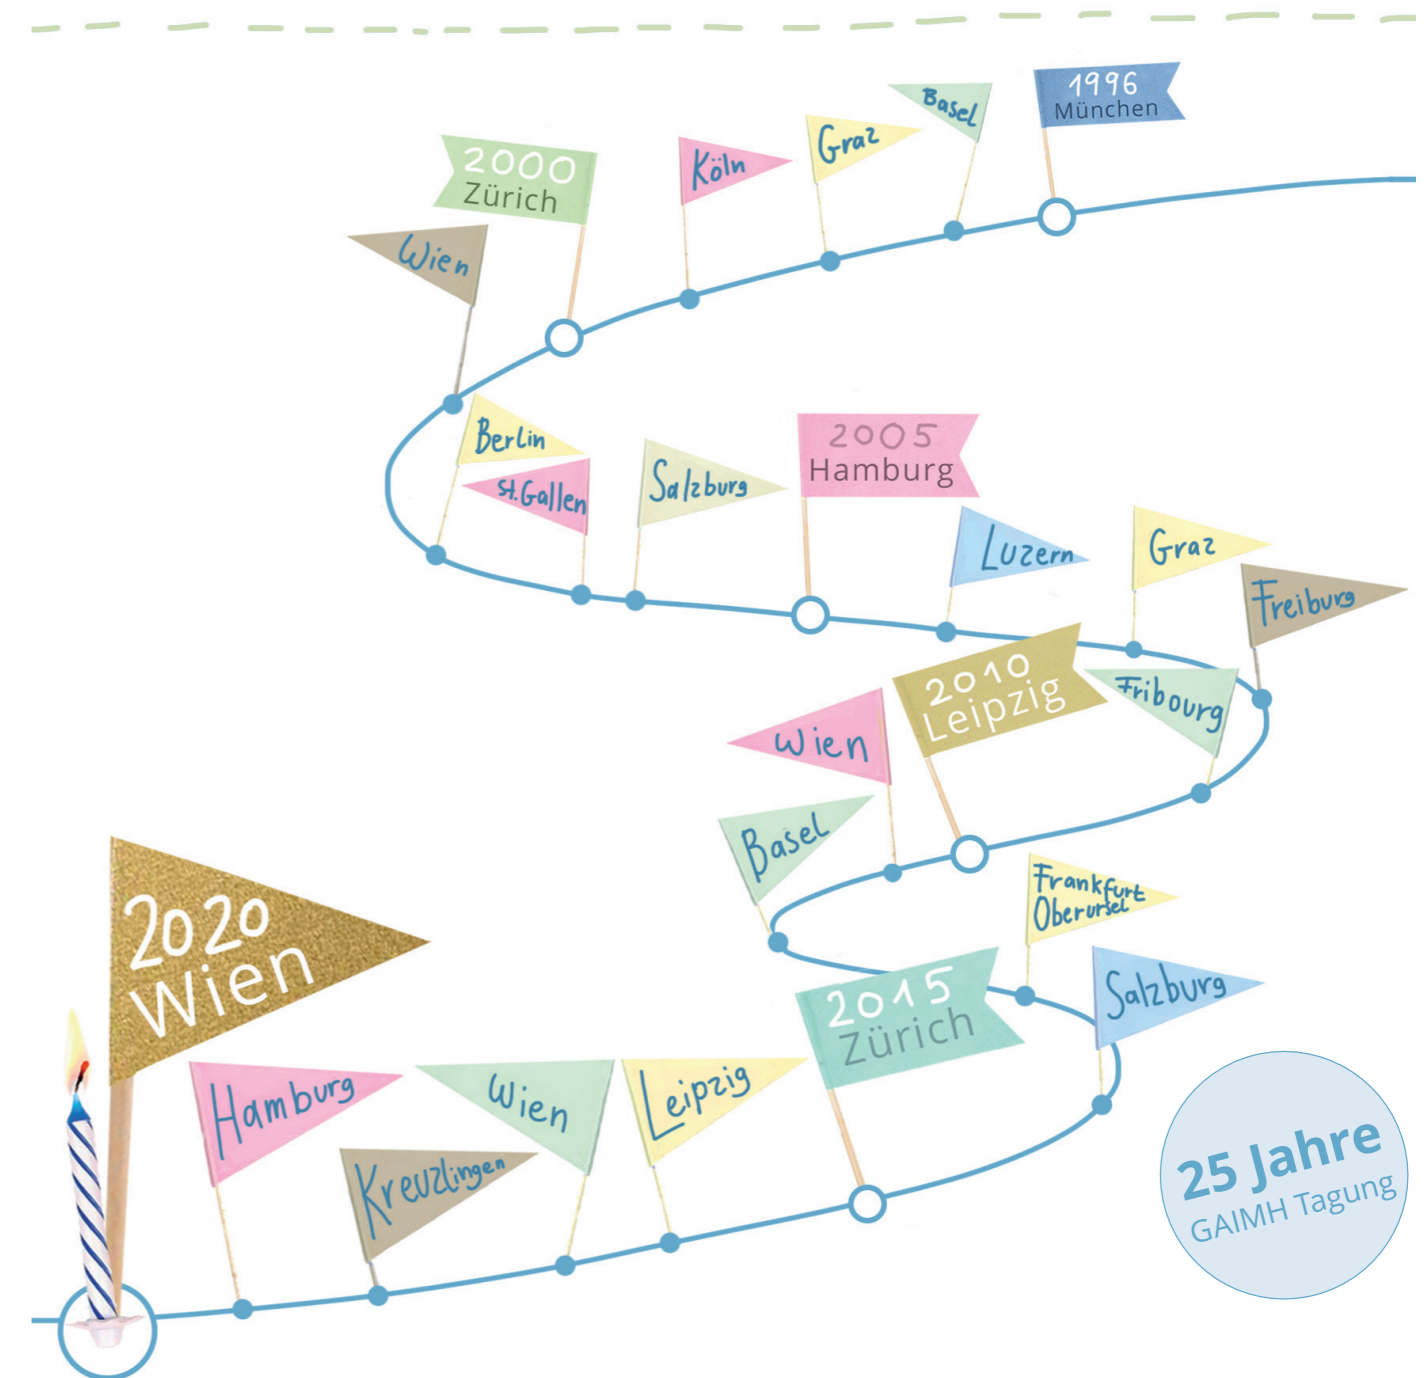 1996
München
Basel
Graz
Köln
2000
Zürich
Wien
Berlin
St.Gallen
Salzburg
2005
Hamburg
Luzern
Graz
Freiburg
Fribourg
2010
Leipzig
Wien
Basel
Frankfurt
Oberursel
Salzburg
2015
Zürich
Leipzig
Wien
Kreuzlingen
Hamburg
2020
Wien
25 Jahre
GAIMH Tagung